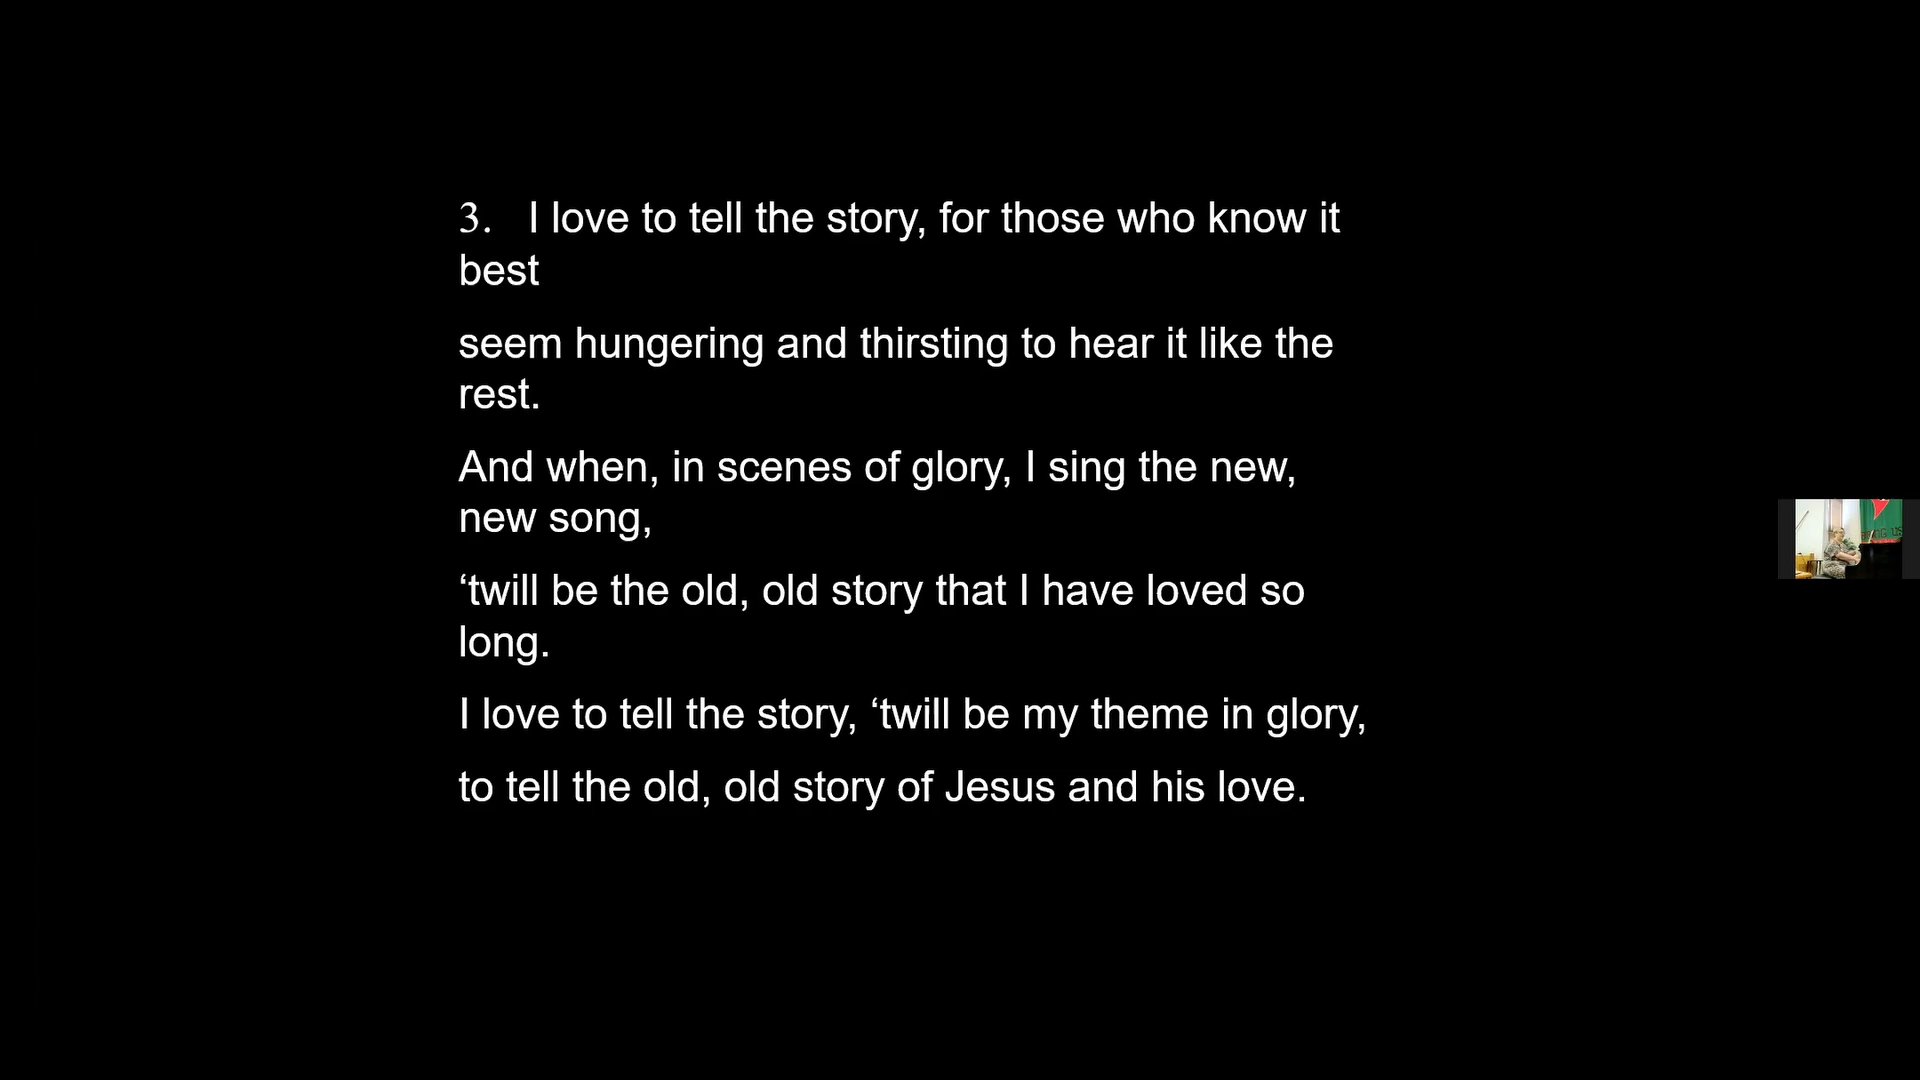 3. I love to tell the story, for those who know it
best
seem hungering and thirsting to hear it like the
rest.
And when, in scenes of glory, I sing the new,
new song,
‘twill be the old, old story that I have loved so
long.
I love to tell the story, ‘twill be my theme in glory,
to tell the old, old story of Jesus and his love.